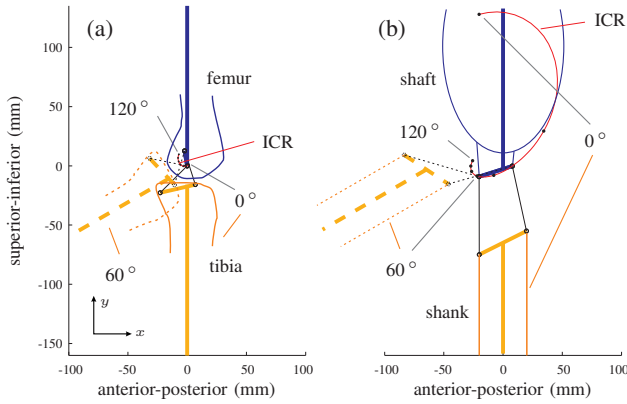 (a)
femur
120°
ICR
0°
60°
tibia
y
x
superior-inferior (mm)
100
50
0
-50
-100
-150
-100 -50 0 50 100
anterior-posterior (mm)
(b)
ICR
shaft
120°
0°
60°
shank
-100 -50 0 50 100
anterior-posterior (mm)